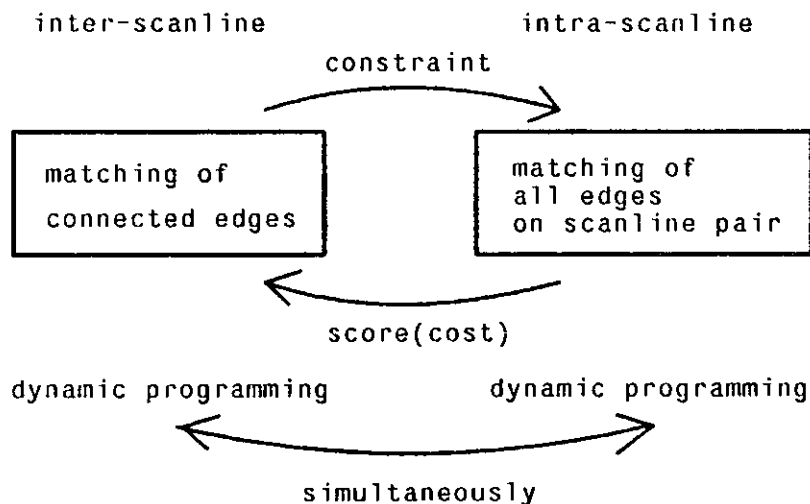 inter-scanline
intra-scanline
constraint
matching of
connected edges
matching of
all edges
on scanline pair
score(cost)
dynamic programming
dynamic programming
simultaneously